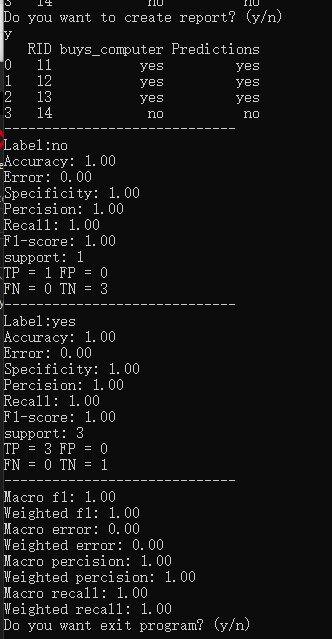 3   14           no           no
Do you want to create report? (y/n)
y
   RID buys_computer Predictions
0   11           yes         yes
1   12           yes         yes
2   13           yes         yes
3   14            no          no
------------------------------
Label:no
Accuracy: 1.00
Error: 0.00
Specificity: 1.00
Percision: 1.00
Recall: 1.00
F1-score: 1.00
support: 1
TP = 1 FP = 0
FN = 0 TN = 3
------------------------------
Label:yes
Accuracy: 1.00
Error: 0.00
Specificity: 1.00
Percision: 1.00
Recall: 1.00
F1-score: 1.00
support: 3
TP = 3 FP = 0
FN = 0 TN = 1
------------------------------
Macro f1: 1.00
Weighted f1: 1.00
Macro error: 0.00
Weighted error: 0.00
Macro percision: 1.00
Weighted percision: 1.00
Macro recall: 1.00
Weighted recall: 1.00
Do you want exit program? (y/n)